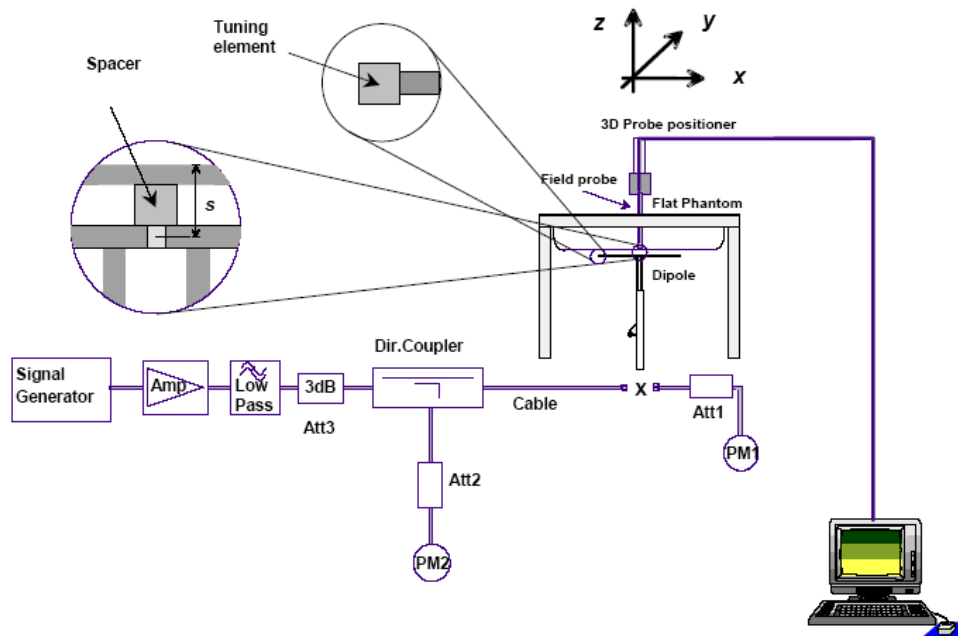 Tuning
element
Spacer
z
y
x
3D Probe positioner
s
Field probe
Flat Phantom
Dipole
Dir.Coupler
Signal
Generator
Amp
Low
Pass
3dB
Att3
Cable
X
Att1
PM1
Att2
PM2